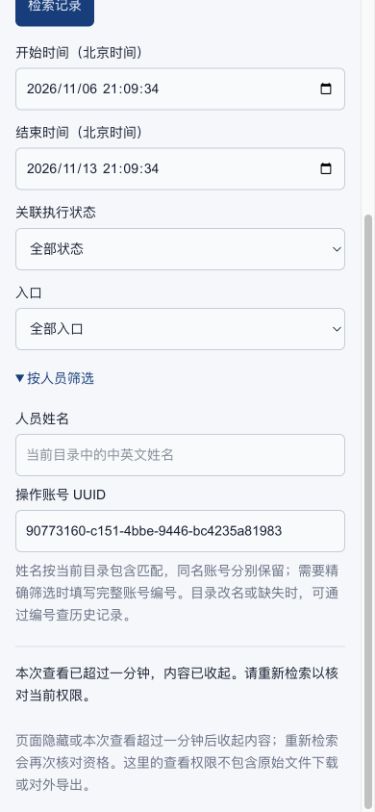 检索记录
开始时间（北京时间）
2026/11/06 21:09:34
结束时间（北京时间）
2026/11/13 21:09:34
关联执行状态
全部状态
入口
全部入口
▼按人员筛选
人员姓名
当前目录中的中英文姓名
操作账号 UUID
90773160-c151-4bbe-9446-bc4235a81983
姓名按当前目录包含匹配，同名账号分别保留；需要精
确筛选时填写完整账号编号。目录改名或缺失时，可通
过编号查历史记录。
本次查看已超过一分钟，内容已收起。请重新检索以核
对当前权限。
页面隐藏或本次查看超过一分钟后收起内容；重新检索
会再次核对资格。这里的查看权限不包含原始文件下载
或对外导出。